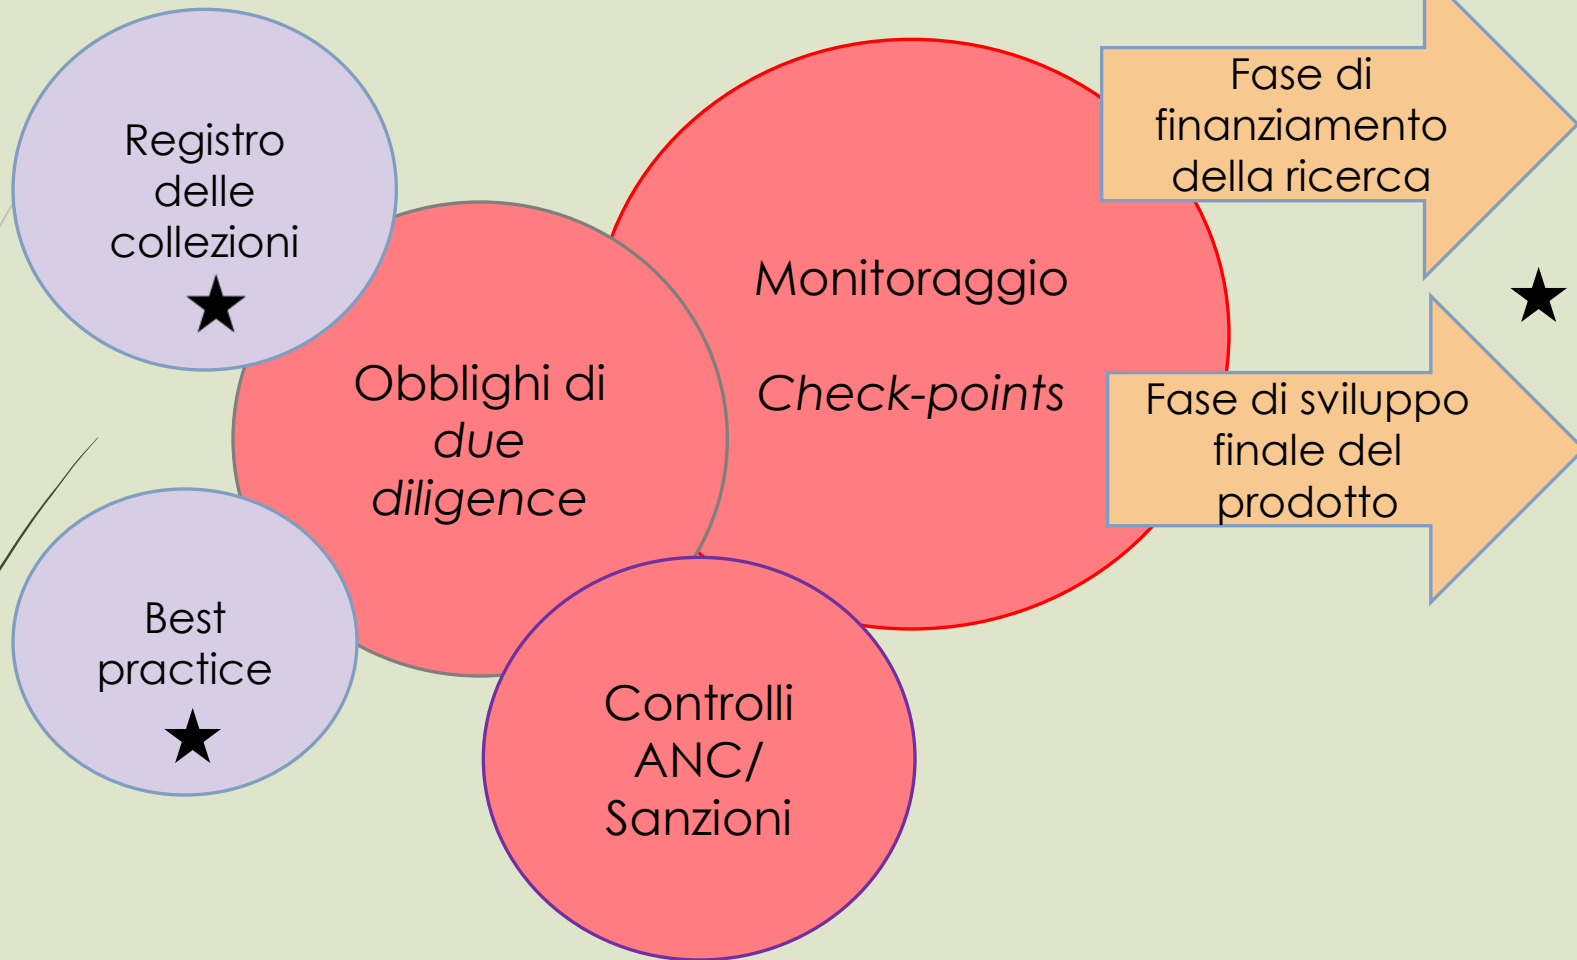 Registro
delle
collezioni
Obblighi di
due
diligence
Best
practice
Monitoraggio
Check-points
Controlli
ANC/
Sanzioni
Fase di
finanziamento
della ricerca
Fase di sviluppo
finale del
prodotto